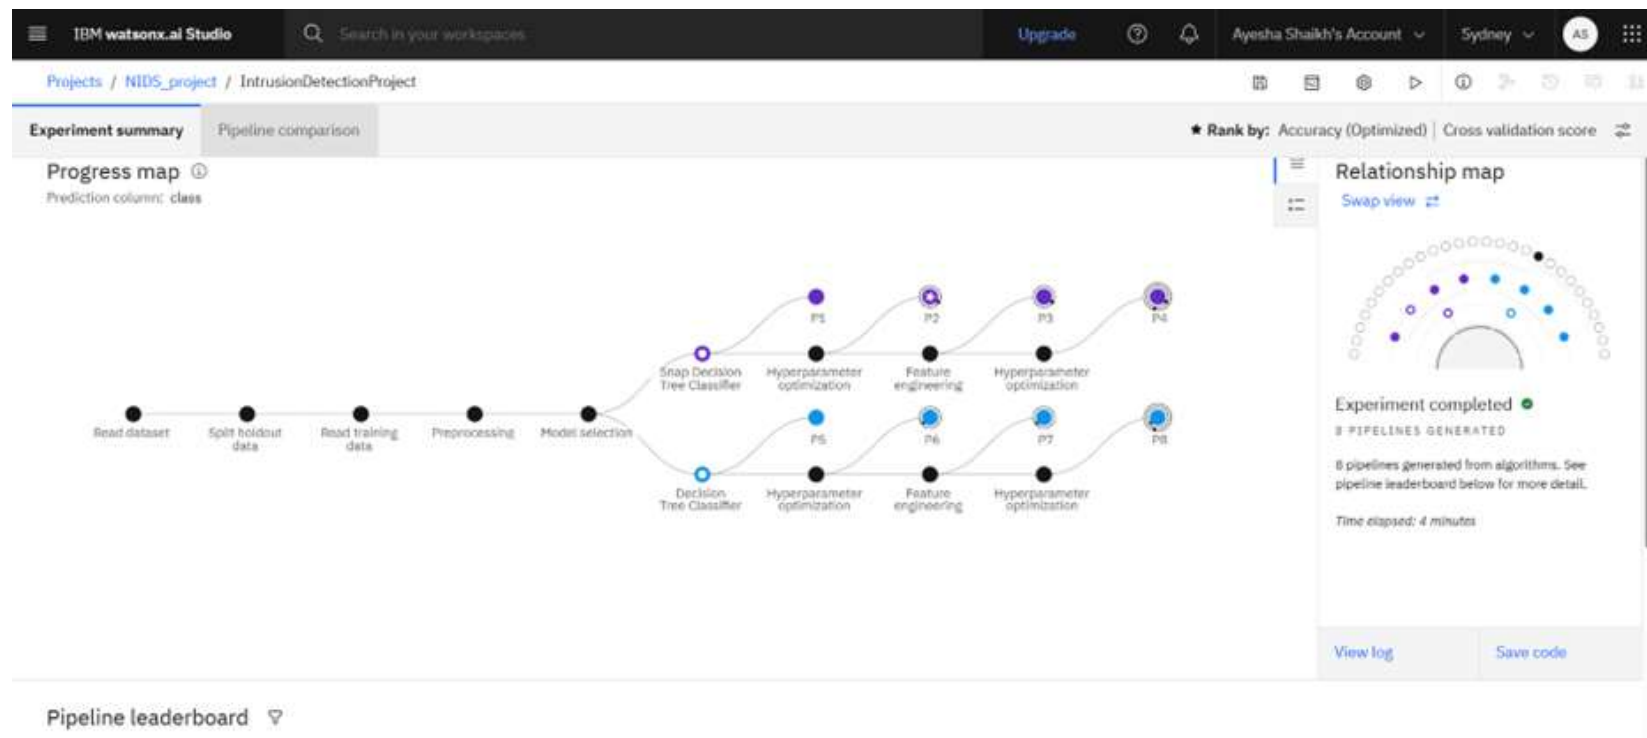 IBM watsonx.ai Studio
Search in your workspaces
Upgrade
Ayesha Shaikh's Account
Sydney
AS
Projects / NIDS_project / IntrusionDetectionProject
Experiment summary
Pipeline comparison
★ Rank by: Accuracy (Optimized) | Cross validation score
Progress map
Prediction column: class
P1
P2
P3
P4
Snap Decision
Tree Classifier
Hyperparameter
optimization
Feature
engineering
Hyperparameter
optimization
Read dataset
Split holdout
data
Read training
data
Preprocessing
Model selection
P5
P6
P7
P8
Decision
Tree Classifier
Hyperparameter
optimization
Feature
engineering
Hyperparameter
optimization
Relationship map
Swap view
Experiment completed
8 PIPELINES GENERATED
8 pipelines generated from algorithms. See
pipeline leaderboard below for more detail.
Time elapsed: 4 minutes
View log
Save code
Pipeline leaderboard